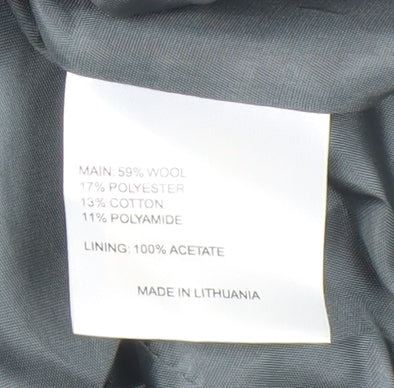 MAIN: 59% WOOL
17% POLYESTER
13% COTTON
11% POLYAMIDE
LINING: 100% ACETATE
MADE IN LITHUANIA